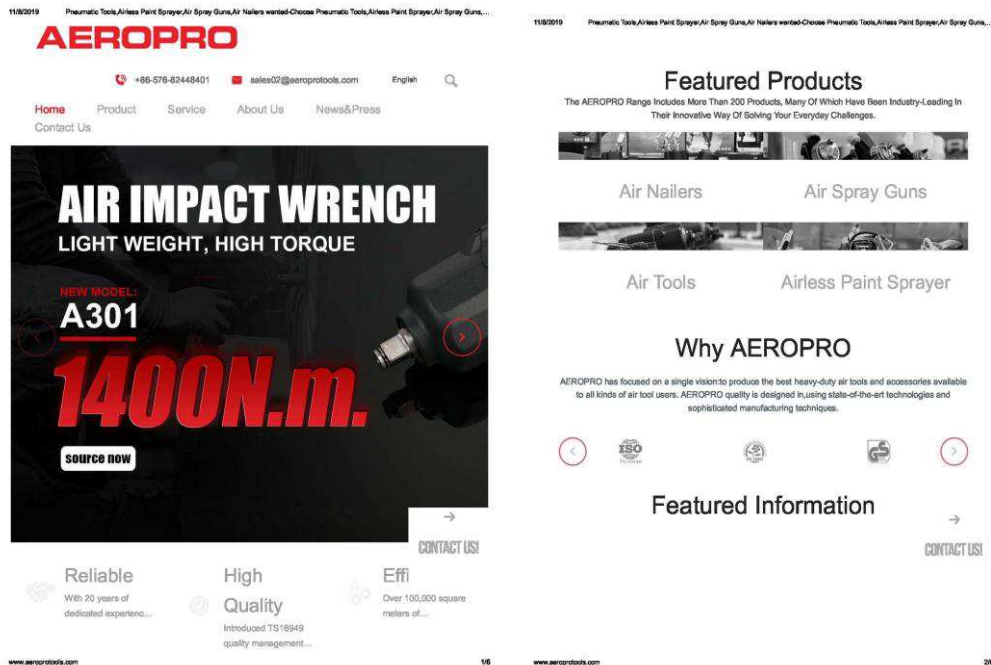 11/8/2019 Pneumatic Tools,Airless Paint Sprayer,Air Spray Guns,Air Nailers wanted-Choose Pneumatic Tools,Airless Paint Sprayer,Air Spray Guns,...
AEROPRO
+86-576-82448401 sales02@aeroprotools.com English
Home Product Service About Us News&Press
Contact Us
AIR IMPACT WRENCH
LIGHT WEIGHT, HIGH TORQUE
NEW MODEL:
A301
1400N.m.
source now
CONTACT US!
Reliable
With 20 years of
dedicated experienc...
High
Quality
Introduced TS16949
quality management...
Effi
Over 100,000 square
meters of...
www.aeroprotools.com 1/6
11/8/2019 Pneumatic Tools,Airless Paint Sprayer,Air Spray Guns,Air Nailers wanted-Choose Pneumatic Tools,Airless Paint Sprayer,Air Spray Guns,...
Featured Products
The AEROPRO Range Includes More Than 200 Products, Many Of Which Have Been Industry-Leading In
Their Innovative Way Of Solving Your Everyday Challenges.
Air Nailers Air Spray Guns
Air Tools Airless Paint Sprayer
Why AEROPRO
AEROPRO has focused on a single vision:to produce the best heavy-duty air tools and accessories available
to all kinds of air tool users. AEROPRO quality is designed in,using state-of-the-art technologies and
sophisticated manufacturing techniques.
ISO
GS
Featured Information
CONTACT US!
www.aeroprotools.com 2/